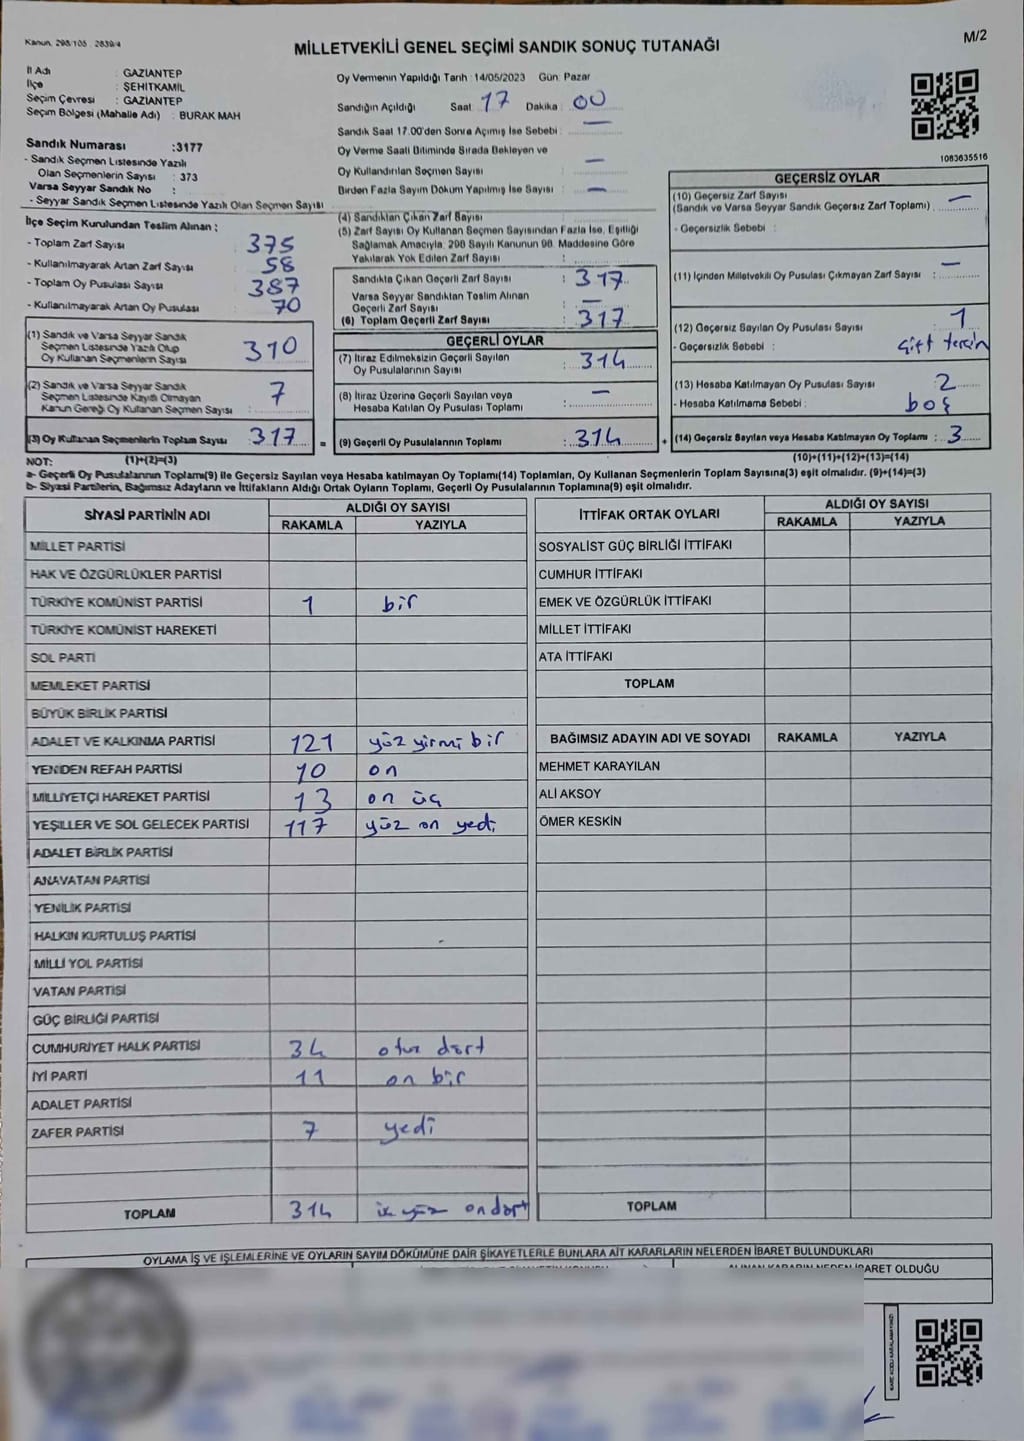 Kanun. 298/105 . 2839/4
MİLLETVEKİLİ GENEL SEÇİMİ SANDIK SONUÇ TUTANAĞI
M/2
İl Adı : GAZİANTEP
İlçe : ŞEHİTKAMİL
Seçim Çevresi : GAZİANTEP
Seçim Bölgesi (Mahalle Adı) : BURAK MAH
Sandık Numarası :3177
- Sandık Seçmen Listesinde Yazılı
Olan Seçmenlerin Sayısı : 373
Varsa Seyyar Sandık No :
- Seyyar Sandık Seçmen Listesinde Yazılı Olan Seçmen Sayısı
Oy Vermenin Yapıldığı Tarih : 14/05/2023 Gün: Pazar
Sandığın Açıldığı Saat 17 Dakika : 00
Sandık Saat 17.00'den Sonra Açımış İse Sebebi : —
Oy Verme Saati Bitiminde Sırada Bekleyen ve
Oy Kullandırılan Seçmen Sayısı : —
Birden Fazla Sayım Döküm Yapılmış İse Sayısı : —
1083635516
İlçe Seçim Kurulundan Teslim Alınan ;
- Toplam Zarf Sayısı : 375
- Kullanılmayarak Artan Zarf Sayısı : 58
- Toplam Oy Pusulası Sayısı : 387
- Kullanılmayarak Artan Oy Pusulası : 70
(1) Sandık ve Varsa Seyyar Sandık
Seçmen Listesinde Yazılı Olup
Oy Kullanan Seçmenlerin Sayısı : 310
(2) Sandık ve Varsa Seyyar Sandık
Seçmen Listesinde Kayıtlı Olmayan
Kanun Gereği Oy Kullanan Seçmen Sayısı : 7
(3) Oy Kullanan Seçmenlerin Toplam Sayısı : 317
(4) Sandıktan Çıkan Zarf Sayısı :
(5) Zarf Sayısı Oy Kullanan Seçmen Sayısından Fazla İse, Eşitliği
Sağlamak Amacıyla, 298 Sayılı Kanunun 98. Maddesine Göre
Yakılarak Yok Edilen Zarf Sayısı :
Sandıkta Çıkan Geçerli Zarf Sayısı : 317
Varsa Seyyar Sandıktan Teslim Alınan
Geçerli Zarf Sayısı : —
(6) Toplam Geçerli Zarf Sayısı : 317
GEÇERLİ OYLAR
(7) İtiraz Edilmeksizin Geçerli Sayılan
Oy Pusulalarının Sayısı : 314
(8) İtiraz Üzerine Geçerli Sayılan veya
Hesaba Katılan Oy Pusulası Toplamı : —
= (9) Geçerli Oy Pusulalarının Toplamı : 314
GEÇERSİZ OYLAR
(10) Geçersiz Zarf Sayısı
(Sandık ve Varsa Seyyar Sandık Geçersiz Zarf Toplamı) . —
- Geçersizlik Sebebi :
(11) İçinden Milletvekili Oy Pusulası Çıkmayan Zarf Sayısı : —
(12) Geçersiz Sayılan Oy Pusulası Sayısı : 1
- Geçersizlik Sebebi : çift tercih
(13) Hesaba Katılmayan Oy Pusulası Sayısı : 2
- Hesaba Katılmama Sebebi : boş
+ (14) Geçersiz Sayılan veya Hesaba Katılmayan Oy Toplamı : 3
NOT: (1)+(2)=(3)
(10)+(11)+(12)+(13)=(14)
a- Geçerli Oy Pusulalarının Toplamı(9) ile Geçersiz Sayılan veya Hesaba katılmayan Oy Toplamı(14) Toplamları, Oy Kullanan Seçmenlerin Toplam Sayısına(3) eşit olmalıdır. (9)+(14)=(3)
b- Siyasi Partilerin, Bağımsız Adayların ve İttifakların Aldığı Ortak Oyların Toplamı, Geçerli Oy Pusulalarının Toplamına(9) eşit olmalıdır.
SİYASİ PARTİNİN ADI ALDIĞI OY SAYISI
RAKAMLA YAZIYLA
MİLLET PARTİSİ
HAK VE ÖZGÜRLÜKLER PARTİSİ
TÜRKİYE KOMÜNİST PARTİSİ 1 bir
TÜRKİYE KOMÜNİST HAREKETİ
SOL PARTİ
MEMLEKET PARTİSİ
BÜYÜK BİRLİK PARTİSİ
ADALET VE KALKINMA PARTİSİ 121 yüz yirmi bir
YENİDEN REFAH PARTİSİ 10 on
MİLLİYETÇİ HAREKET PARTİSİ 13 on üç
YEŞİLLER VE SOL GELECEK PARTİSİ 117 yüz on yedi
ADALET BİRLİK PARTİSİ
ANAVATAN PARTİSİ
YENİLİK PARTİSİ
HALKIN KURTULUŞ PARTİSİ
MİLLİ YOL PARTİSİ
VATAN PARTİSİ
GÜÇ BİRLİĞİ PARTİSİ
CUMHURİYET HALK PARTİSİ 34 otuz dört
İYİ PARTİ 11 on bir
ADALET PARTİSİ
ZAFER PARTİSİ 7 yedi
TOPLAM 314 yüz ondört
İTTİFAK ORTAK OYLARI ALDIĞI OY SAYISI
RAKAMLA YAZIYLA
SOSYALİST GÜÇ BİRLİĞİ İTTİFAKI
CUMHUR İTTİFAKI
EMEK VE ÖZGÜRLÜK İTTİFAKI
MİLLET İTTİFAKI
ATA İTTİFAKI
TOPLAM
BAĞIMSIZ ADAYIN ADI VE SOYADI RAKAMLA YAZIYLA
MEHMET KARAYILAN
ALİ AKSOY
ÖMER KESKİN
TOPLAM
OYLAMA İŞ VE İŞLEMLERİNE VE OYLARIN SAYIM DÖKÜMÜNE DAİR ŞİKAYETLERLE BUNLARA AİT KARARLARIN NELERDEN İBARET BULUNDUKLARI
ALINAN KARARIN NEDEN İBARET OLDUĞU